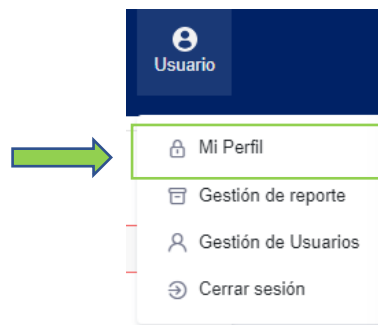 Usuario
Mi Perfil
Gestión de reporte
Gestión de Usuarios
Cerrar sesión